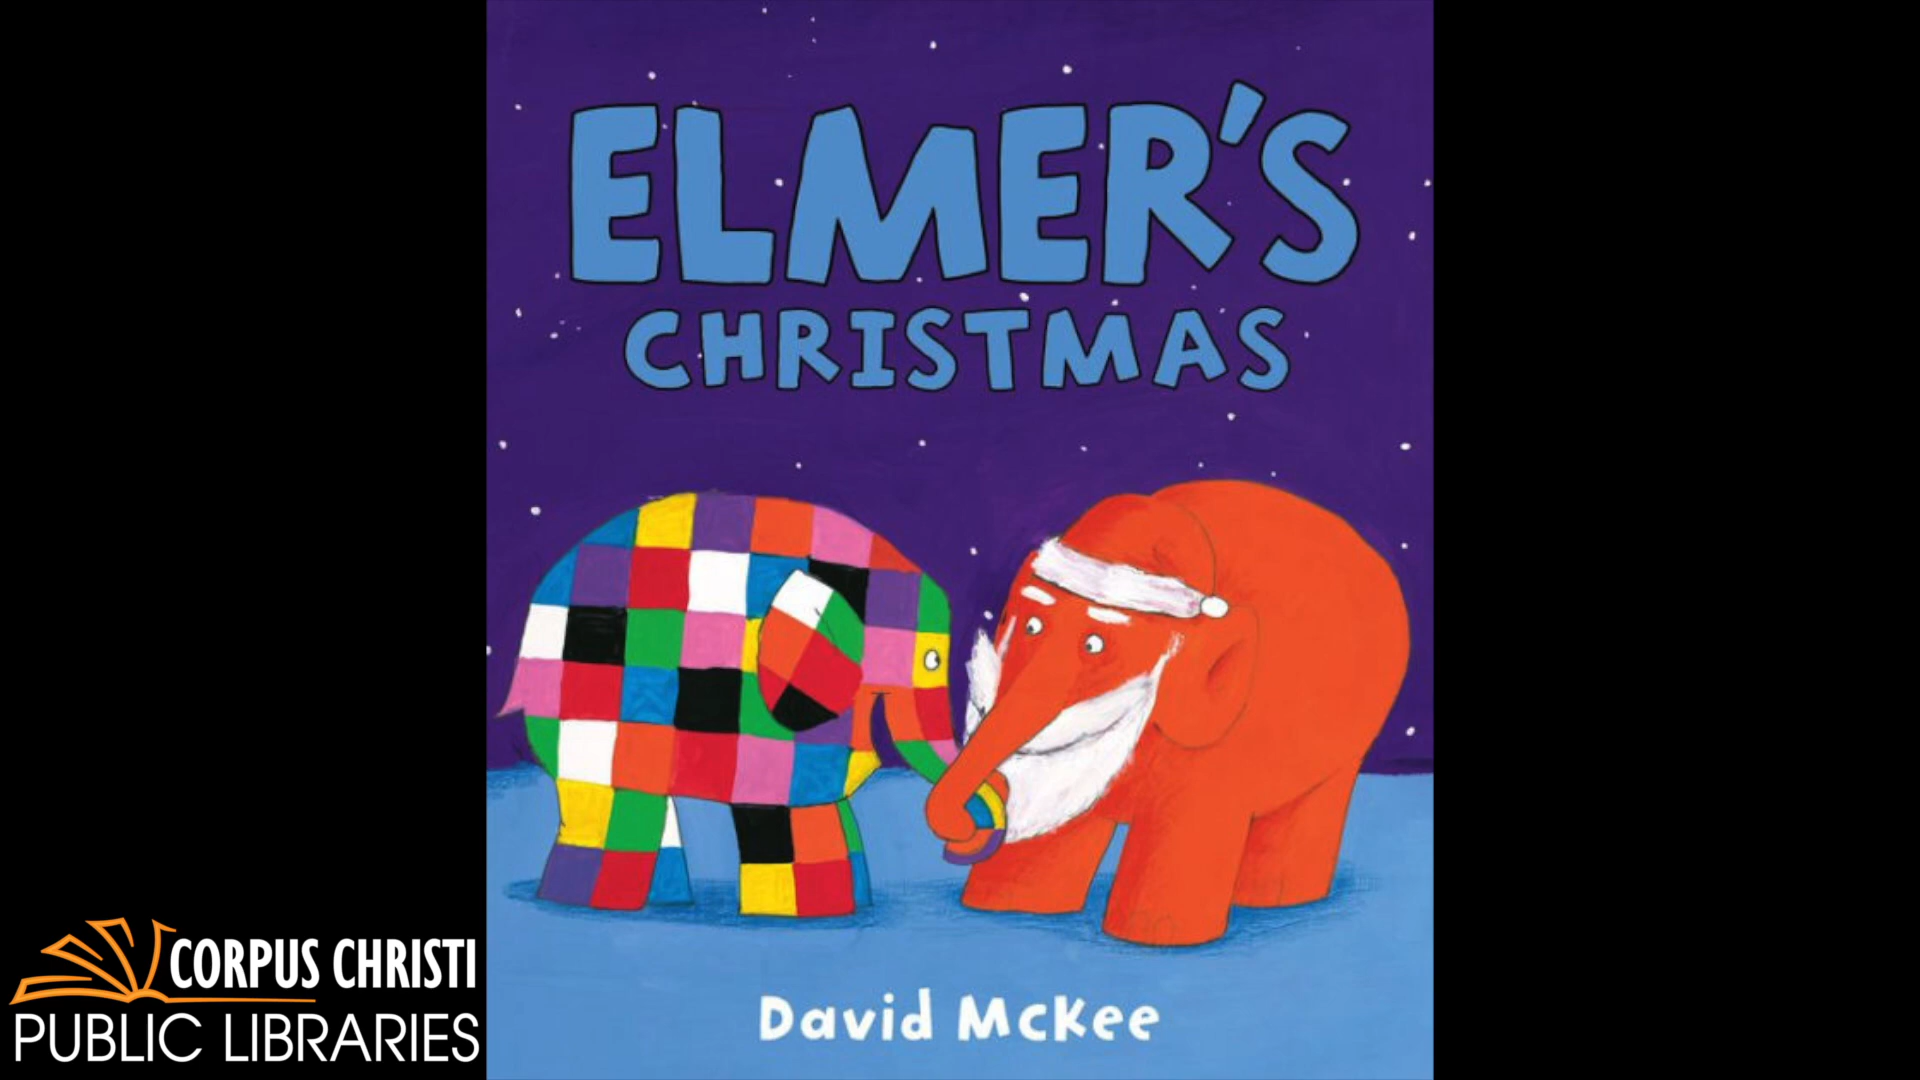 ELMER'S
CHRISTMAS
David McKee
CORPUS CHRISTI
PUBLIC LIBRARIES